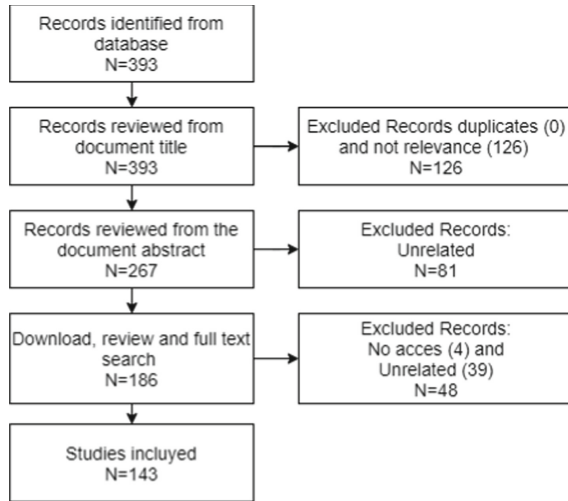 Records identified from
database
N=393
Records reviewed from
document title
N=393
Excluded Records duplicates (0)
and not relevance (126)
N=126
Records reviewed from the
document abstract
N=267
Excluded Records:
Unrelated
N=81
Download, review and full text
search
N=186
Excluded Records:
No acces (4) and
Unrelated (39)
N=48
Studies incluyed
N=143